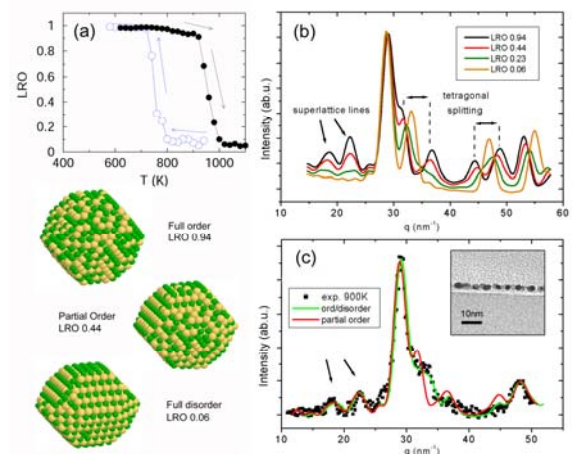 (a)
LRO
1
0.8
0.6
0.4
0.2
0
400 600 800 1000
T (K)
Full order
LRO 0.94
Partial Order
LRO 0.44
Full disorder
LRO 0.06
(b)
LRO 0.94
LRO 0.44
LRO 0.23
LRO 0.06
superlattice lines
tetragonal
splitting
Intensity (ab.u.)
10 20 30 40 50 60
q (nm⁻¹)
(c)
exp. 900K
ord/disorder
partial order
10nm
Intensity (ab.u.)
10 20 30 40 50
q (nm⁻¹)